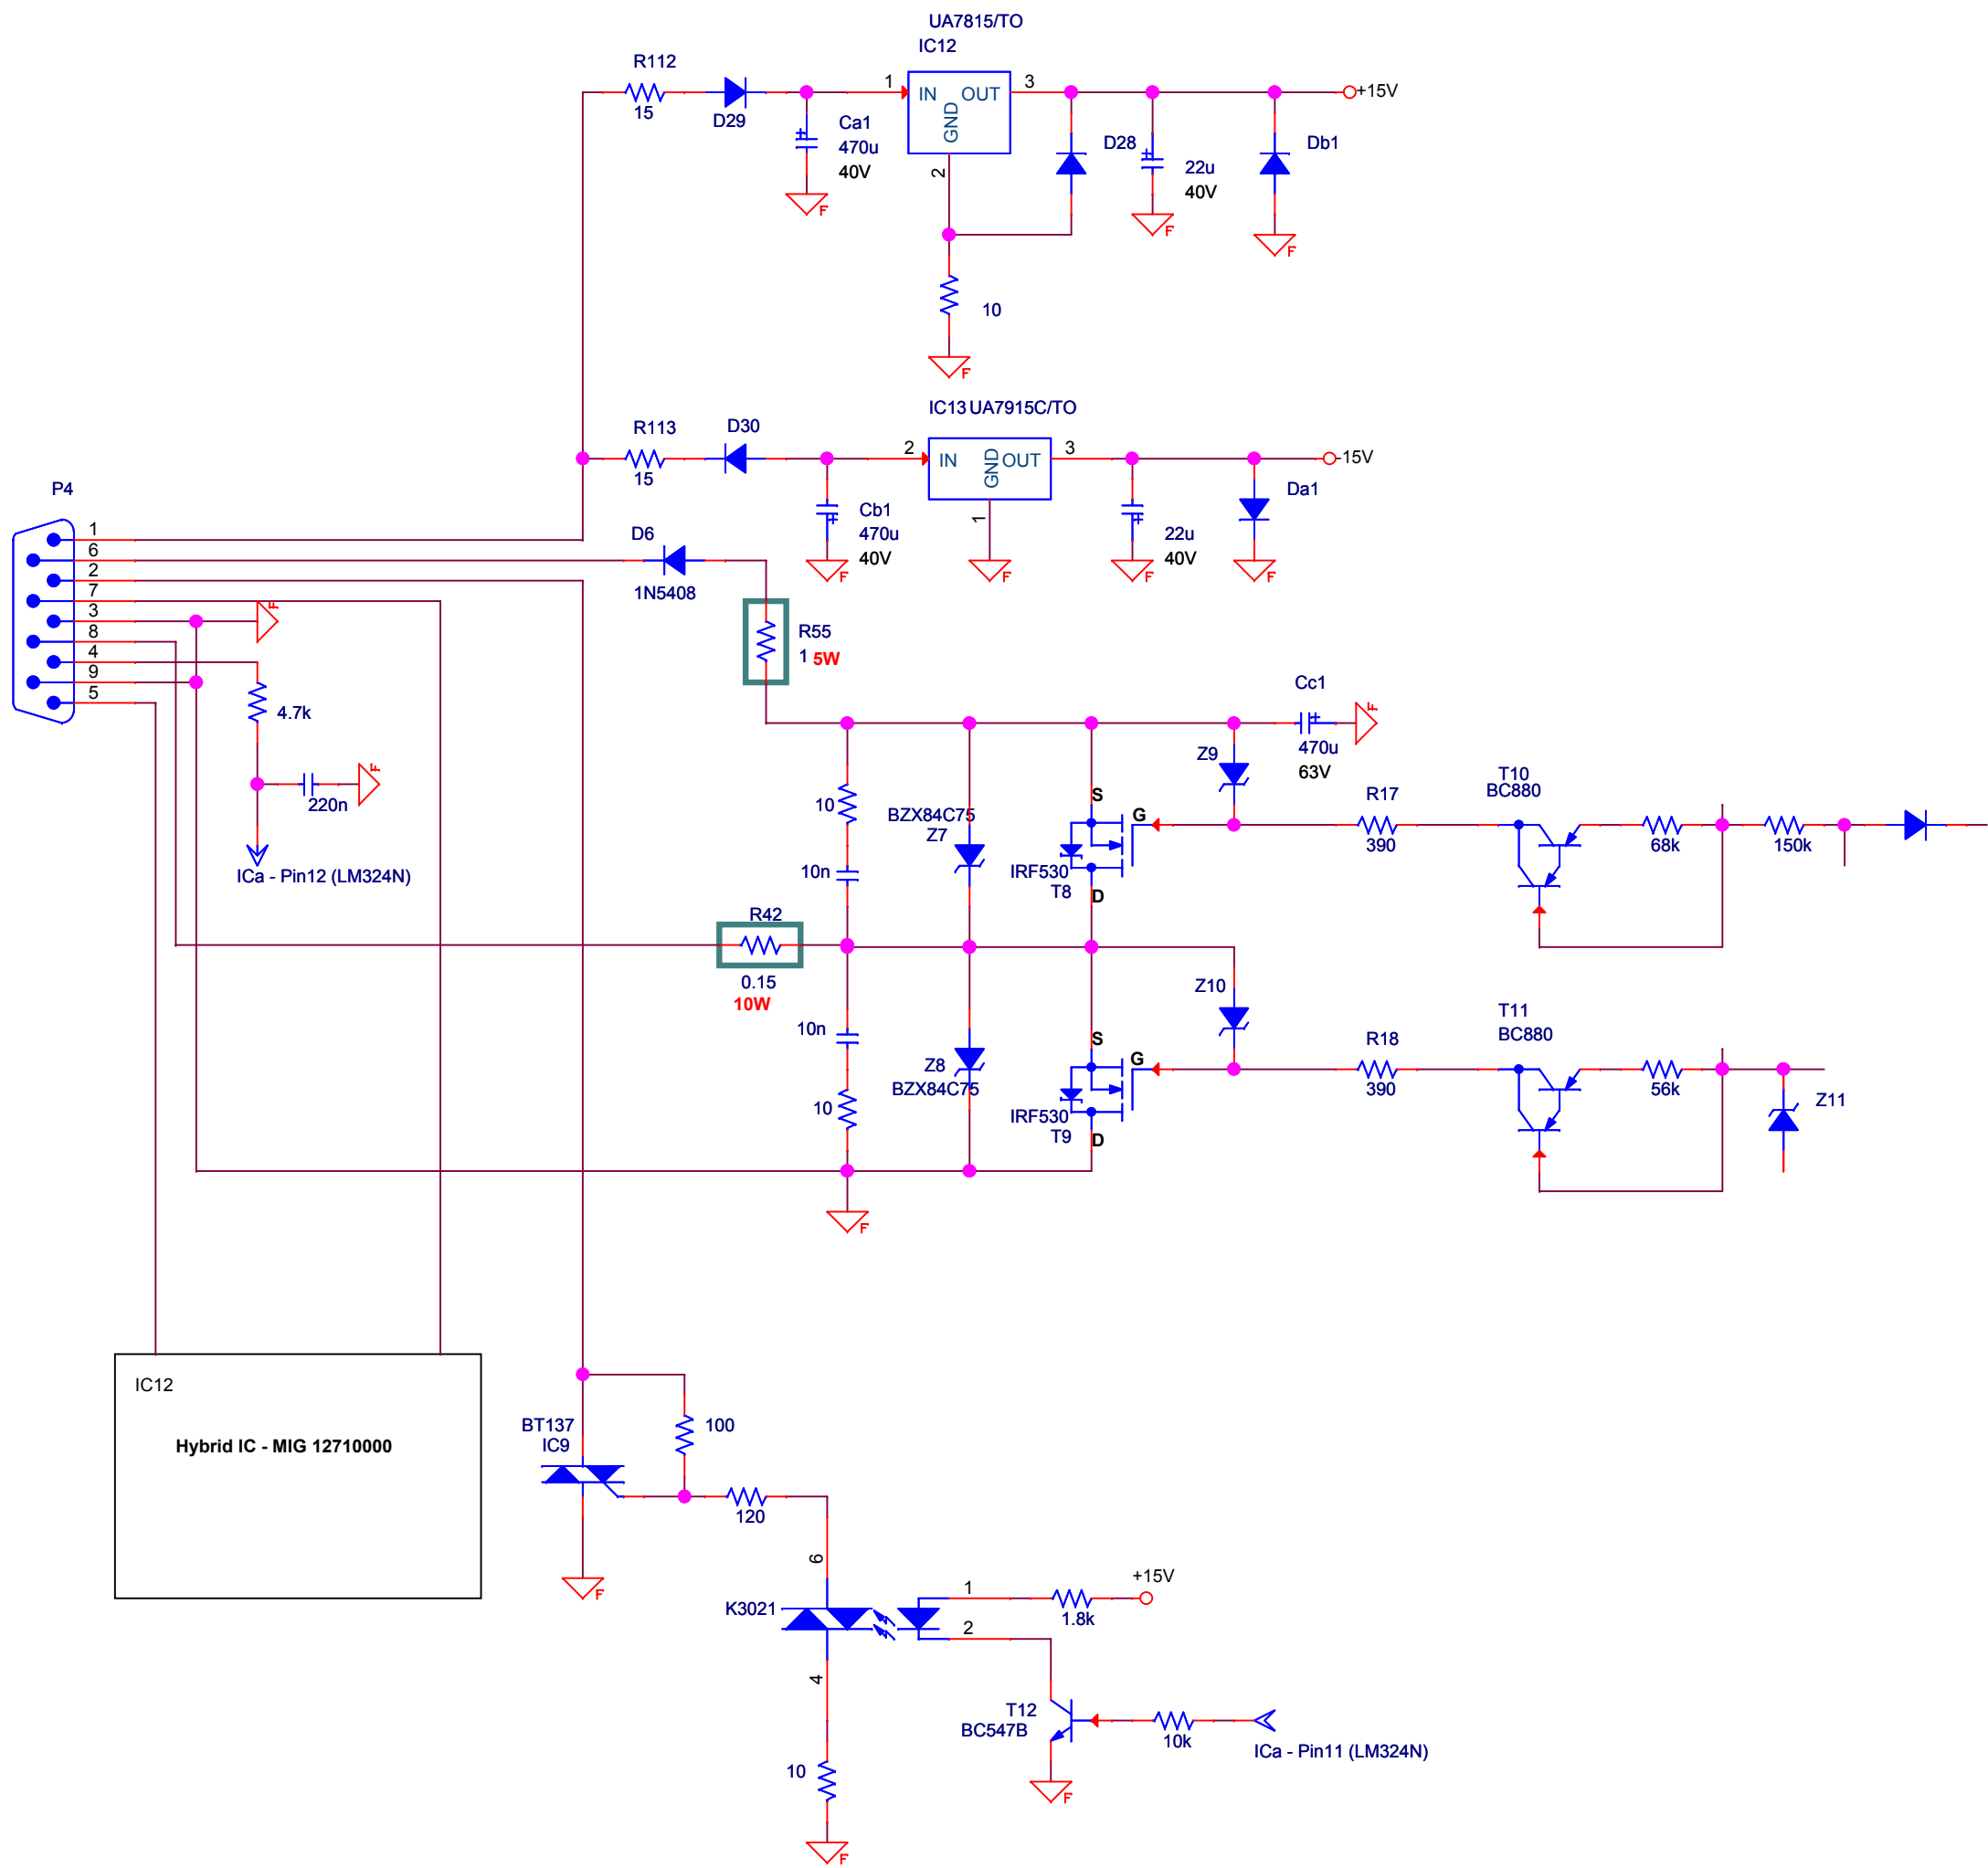 UA7815/TO
IC12
R112
15
D29
Ca1
470u
40V
1
IN
OUT
GND
3
2
D28
22u
40V
Db1
+15V
F
F
F
10
F
IC13 UA7915C/TO
R113
15
D30
2
IN
GND
OUT
3
1
-15V
Cb1
470u
40V
22u
40V
Da1
F
F
F
F
P4
1
6
2
7
3
8
4
9
5
D6
1N5408
F
R55
1 5W
4.7k
220n
F
ICa - Pin12 (LM324N)
Cc1
470u
63V
F
Z9
10
10n
BZX84C75
Z7
S
G
IRF530
T8
D
R17
390
T10
BC880
68k
150k
R42
0.15
10W
Z10
10n
10
Z8
BZX84C75
S
G
IRF530
T9
D
R18
390
T11
BC880
56k
Z11
F
IC12
Hybrid IC - MIG 12710000
BT137
IC9
100
120
F
6
K3021
4
1
2
1.8k
+15V
T12
BC547B
10k
ICa - Pin11 (LM324N)
F
10
F